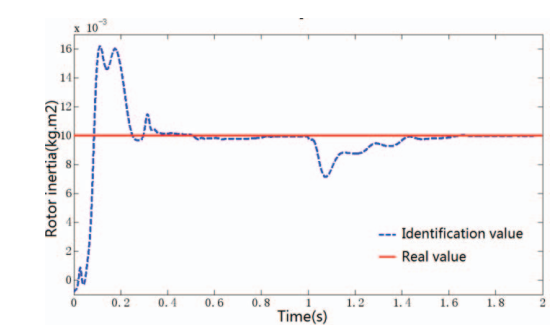 x 10⁻³
16
14
12
10
8
6
4
2
0
Rotor inertia(kg.m2)
Identification value
Real value
0 0.2 0.4 0.6 0.8 1 1.2 1.4 1.6 1.8 2
Time(s)